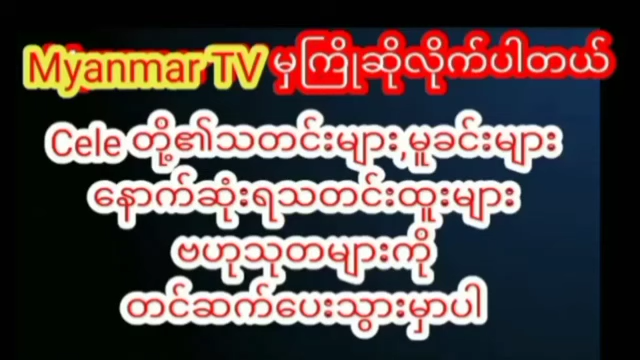 Myanmar TV မှကြိုဆိုလိုက်ပါတယ်
Cele တို့၏သတင်းများ,မူခင်းများ
နောက်ဆုံးရသတင်းထူးများ
ဗဟုသုတများကို
တင်ဆက်ပေးသွားမှာပါ